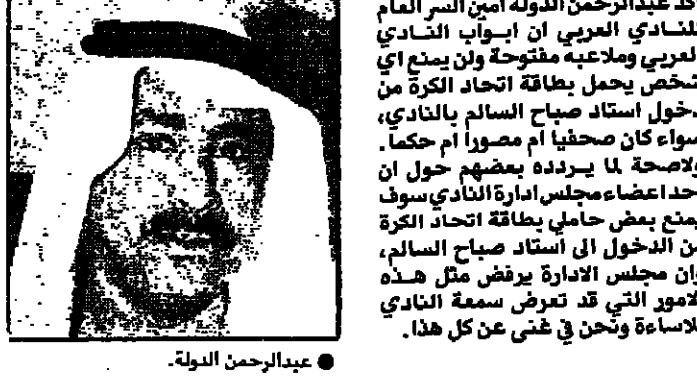 اكد عبدالرحمن الدولة امين السر العام
للنادي العربي ان ابواب النادي
العربي وملاعبه مفتوحة ولن يمنع اي
شخص يحمل بطاقة اتحاد الكرة من
دخول استاد صباح السالم بالنادي،
سواء كان صحفيا ام مصورا ام حكما.
ولاصحة لما يردده بعضهم حول ان
احد اعضاء مجلس ادارة النادي سوف
يمنع بعض حاملي بطاقة اتحاد الكرة
من الدخول الى استاد صباح السالم،
وان مجلس الادارة يرفض مثل هذه
الامور التي قد تعرض سمعة النادي
للاساءة ونحن في غنى عن كل هذا.
● عبدالرحمن الدولة.